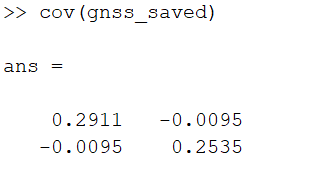 >> cov(gnss_saved)
ans =
0.2911 -0.0095
-0.0095 0.2535